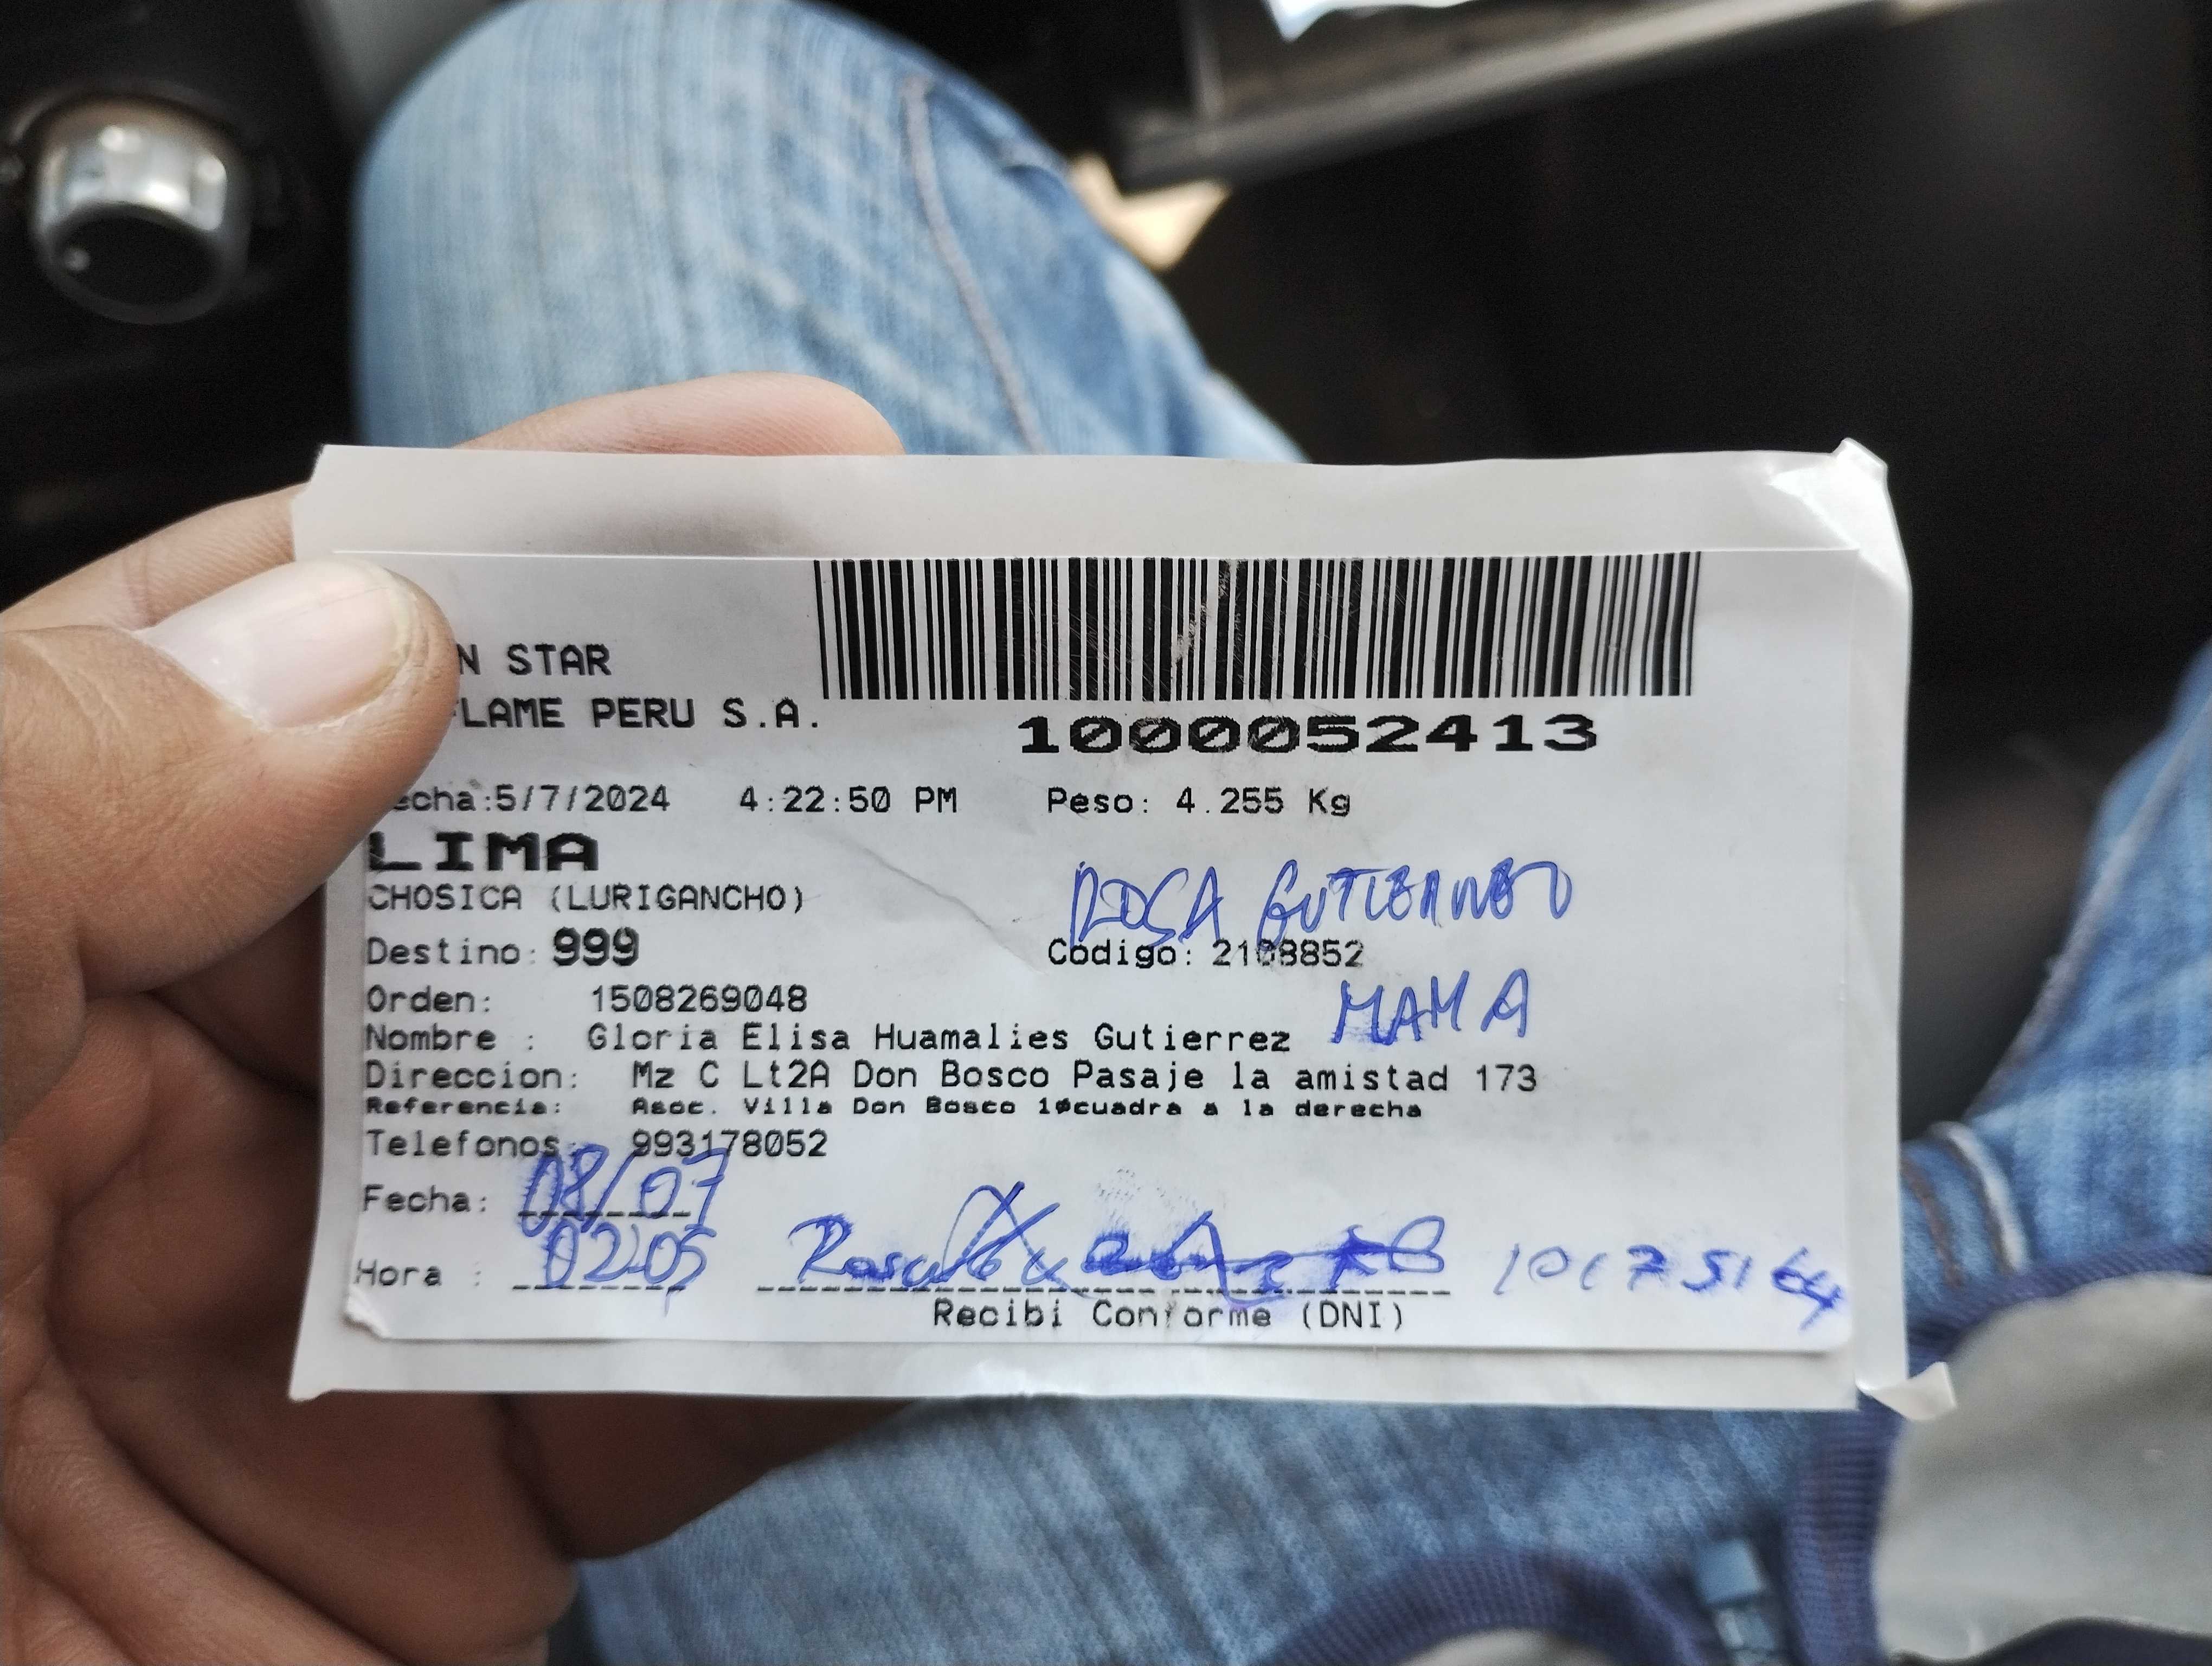 N STAR
FLAME PERU S.A.
1000052413
echa:5/7/2024 4:22:50 PM Peso: 4.255 Kg
LIMA
CHOSICA (LURIGANCHO)
ROSA
Destino: 999 Codigo: 2108852
Orden: 1508269048
MAMA
Nombre : Gloria Elisa Huamalies Gutierrez
Direccion: Mz C Lt2A Don Bosco Pasaje la amistad 173
Referencia: Asoc. Villa Don Bosco 10cuadra a la derecha
Telefonos: 993178052
Fecha: 08/07
Hora : 02:05
Recibi Conforme (DNI)